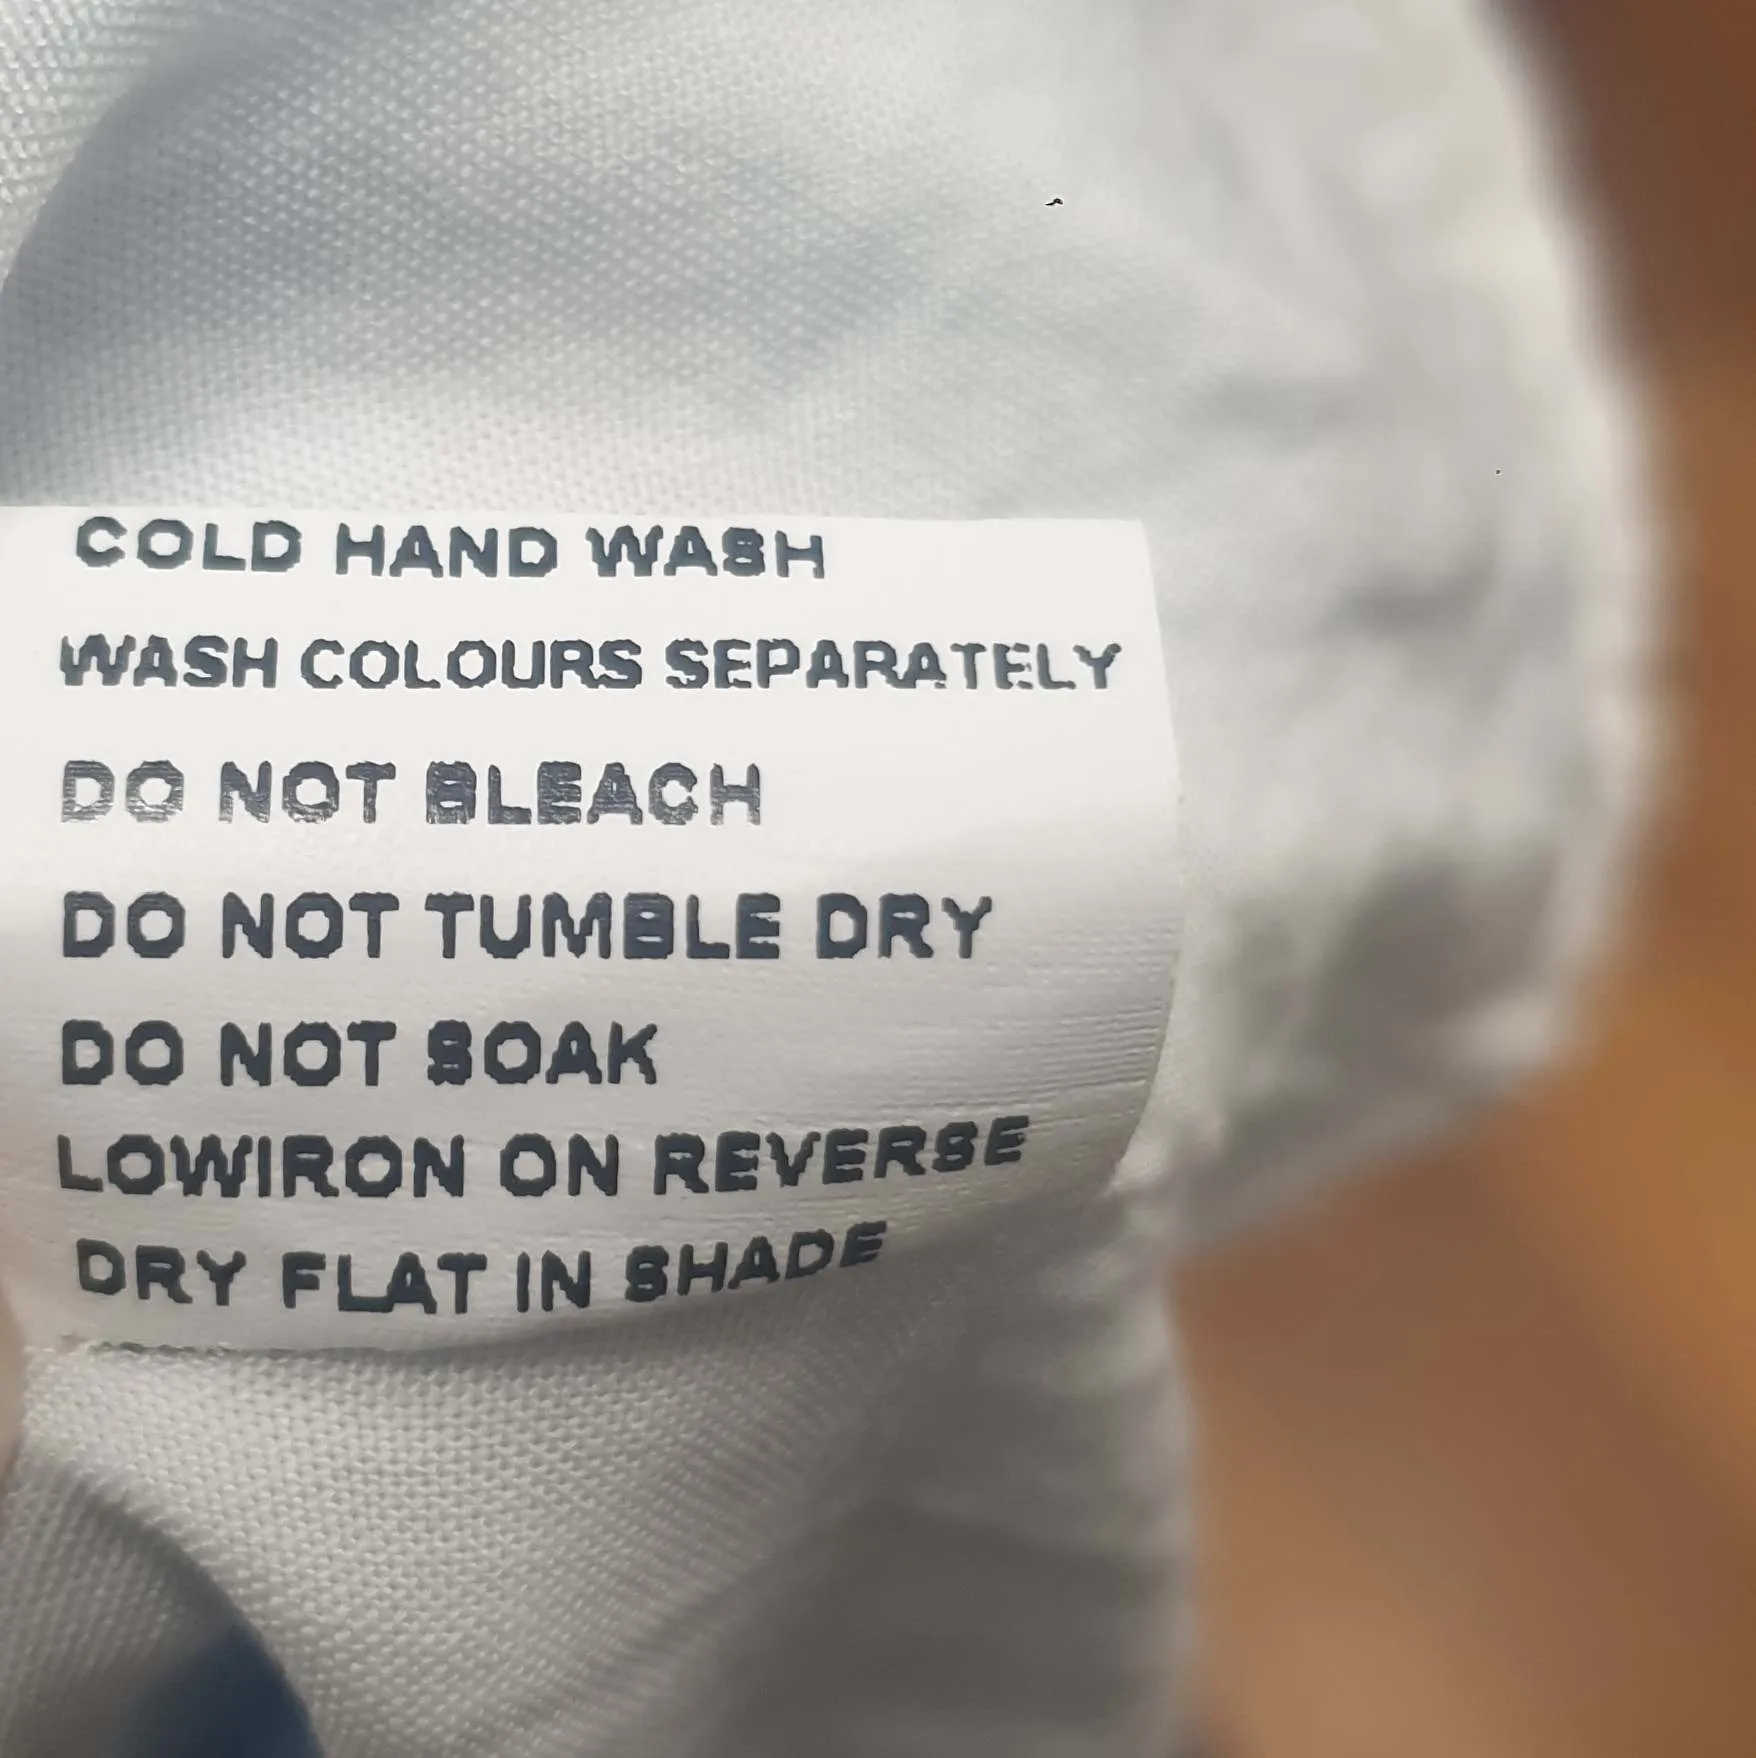 COLD HAND WASH
WASH COLOURS SEPARATELY
DO NOT BLEACH
DO NOT TUMBLE DRY
DO NOT SOAK
LOWIRON ON REVERSE
DRY FLAT IN SHADE